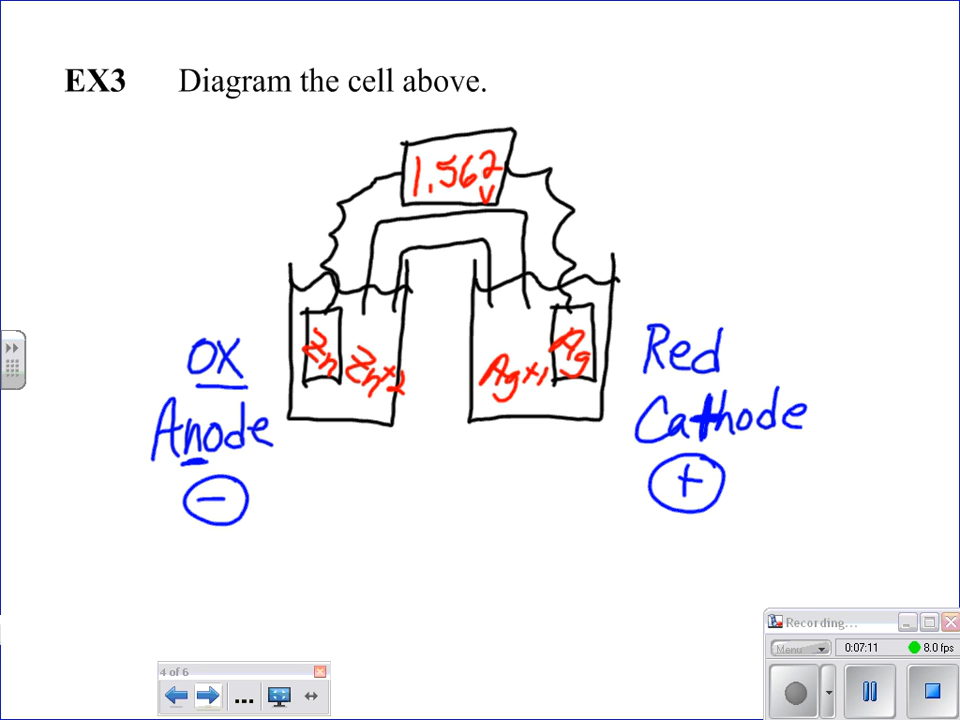 EX3 Diagram the cell above.
1.562
V
Zn Zn+2 Ag+1 Ag
OX Red
Anode Cathode
- +
Recording...
Menu 0:07:11 8.0 fps
4 of 6
...